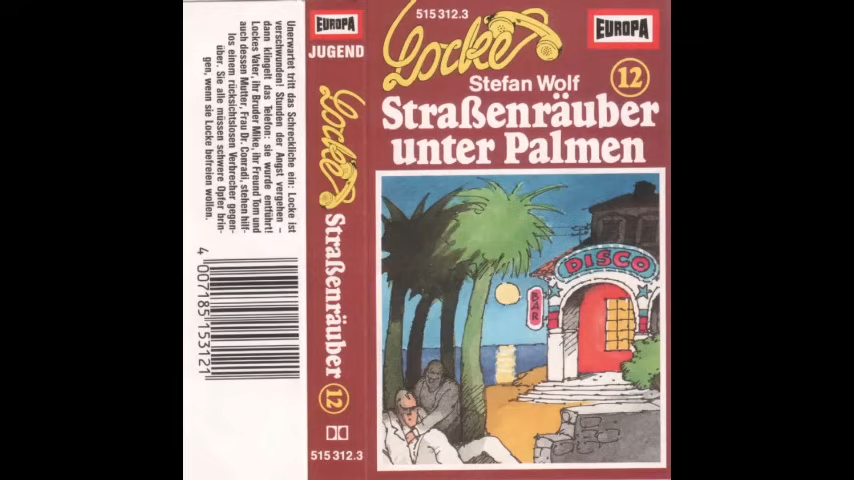 Unerwartet tritt das Schreckliche ein: Locke ist
verschwunden! Stunden der Angst vergehen –
dann klingelt das Telefon: sie wurde entführt!
Lockes Vater, ihr Bruder Mike, ihr Freund Tom und
auch dessen Mutter, Frau Dr. Conradi, stehen hilf-
los einem rücksichtslosen Verbrecher gegen-
über. Sie alle müssen schwere Opfer brin-
gen, wenn sie Locke befreien wollen.
4 007185 153121
EUROPA
JUGEND
Locke
Straßenräuber
12
515 312.3
515 312.3
Locke
EUROPA
Stefan Wolf
12
Straßenräuber
unter Palmen
DISCO
BAR